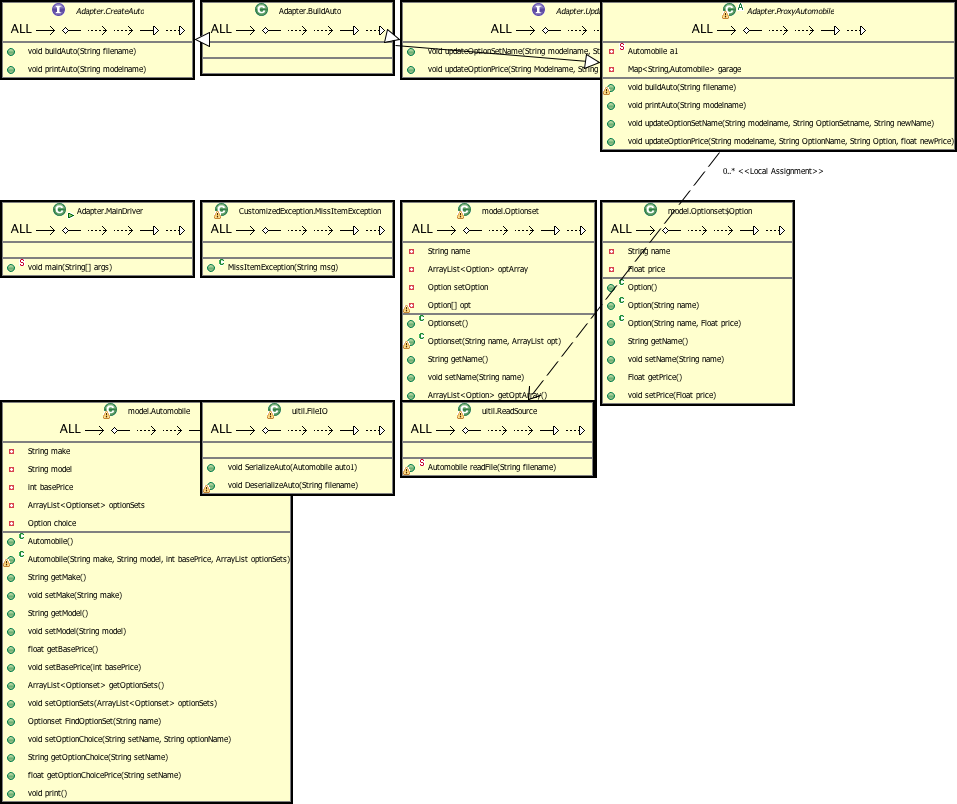 Adapter.CreateAuto
ALL
void buildAuto(String filename)
void printAuto(String modelname)
Adapter.BuildAuto
ALL
Adapter.Upd
ALL
void updateOptionSetName(String modelname, St
void updateOptionPrice(String Modelname, String
Adapter.ProxyAutomobile
ALL
Automobile a1
Map<String,Automobile> garage
void buildAuto(String filename)
void printAuto(String modelname)
void updateOptionSetName(String modelname, String OptionSetname, String newName)
void updateOptionPrice(String modelname, String OptionName, String Option, float newPrice)
0..* <<Local Assignment>>
Adapter.MainDriver
ALL
void main(String[] args)
CustomizedException.MissItemException
ALL
MissItemException(String msg)
model.Optionset
ALL
String name
ArrayList<Option> optArray
Option setOption
Option[] opt
Optionset()
Optionset(String name, ArrayList opt)
String getName()
void setName(String name)
ArrayList<Option> getOptArray()
model.Optionset$Option
ALL
String name
Float price
Option()
Option(String name)
Option(String name, Float price)
String getName()
void setName(String name)
Float getPrice()
void setPrice(Float price)
model.Automobile
ALL
String make
String model
int basePrice
ArrayList<Optionset> optionSets
Option choice
Automobile()
Automobile(String make, String model, int basePrice, ArrayList optionSets)
String getMake()
void setMake(String make)
String getModel()
void setModel(String model)
float getBasePrice()
void setBasePrice(int basePrice)
ArrayList<Optionset> getOptionSets()
void setOptionSets(ArrayList<Optionset> optionSets)
Optionset FindOptionSet(String name)
void setOptionChoice(String setName, String optionName)
String getOptionChoice(String setName)
float getOptionChoicePrice(String setName)
void print()
uitil.FileIO
ALL
void SerializeAuto(Automobile auto1)
void DeserializeAuto(String filename)
uitil.ReadSource
ALL
Automobile readFile(String filename)